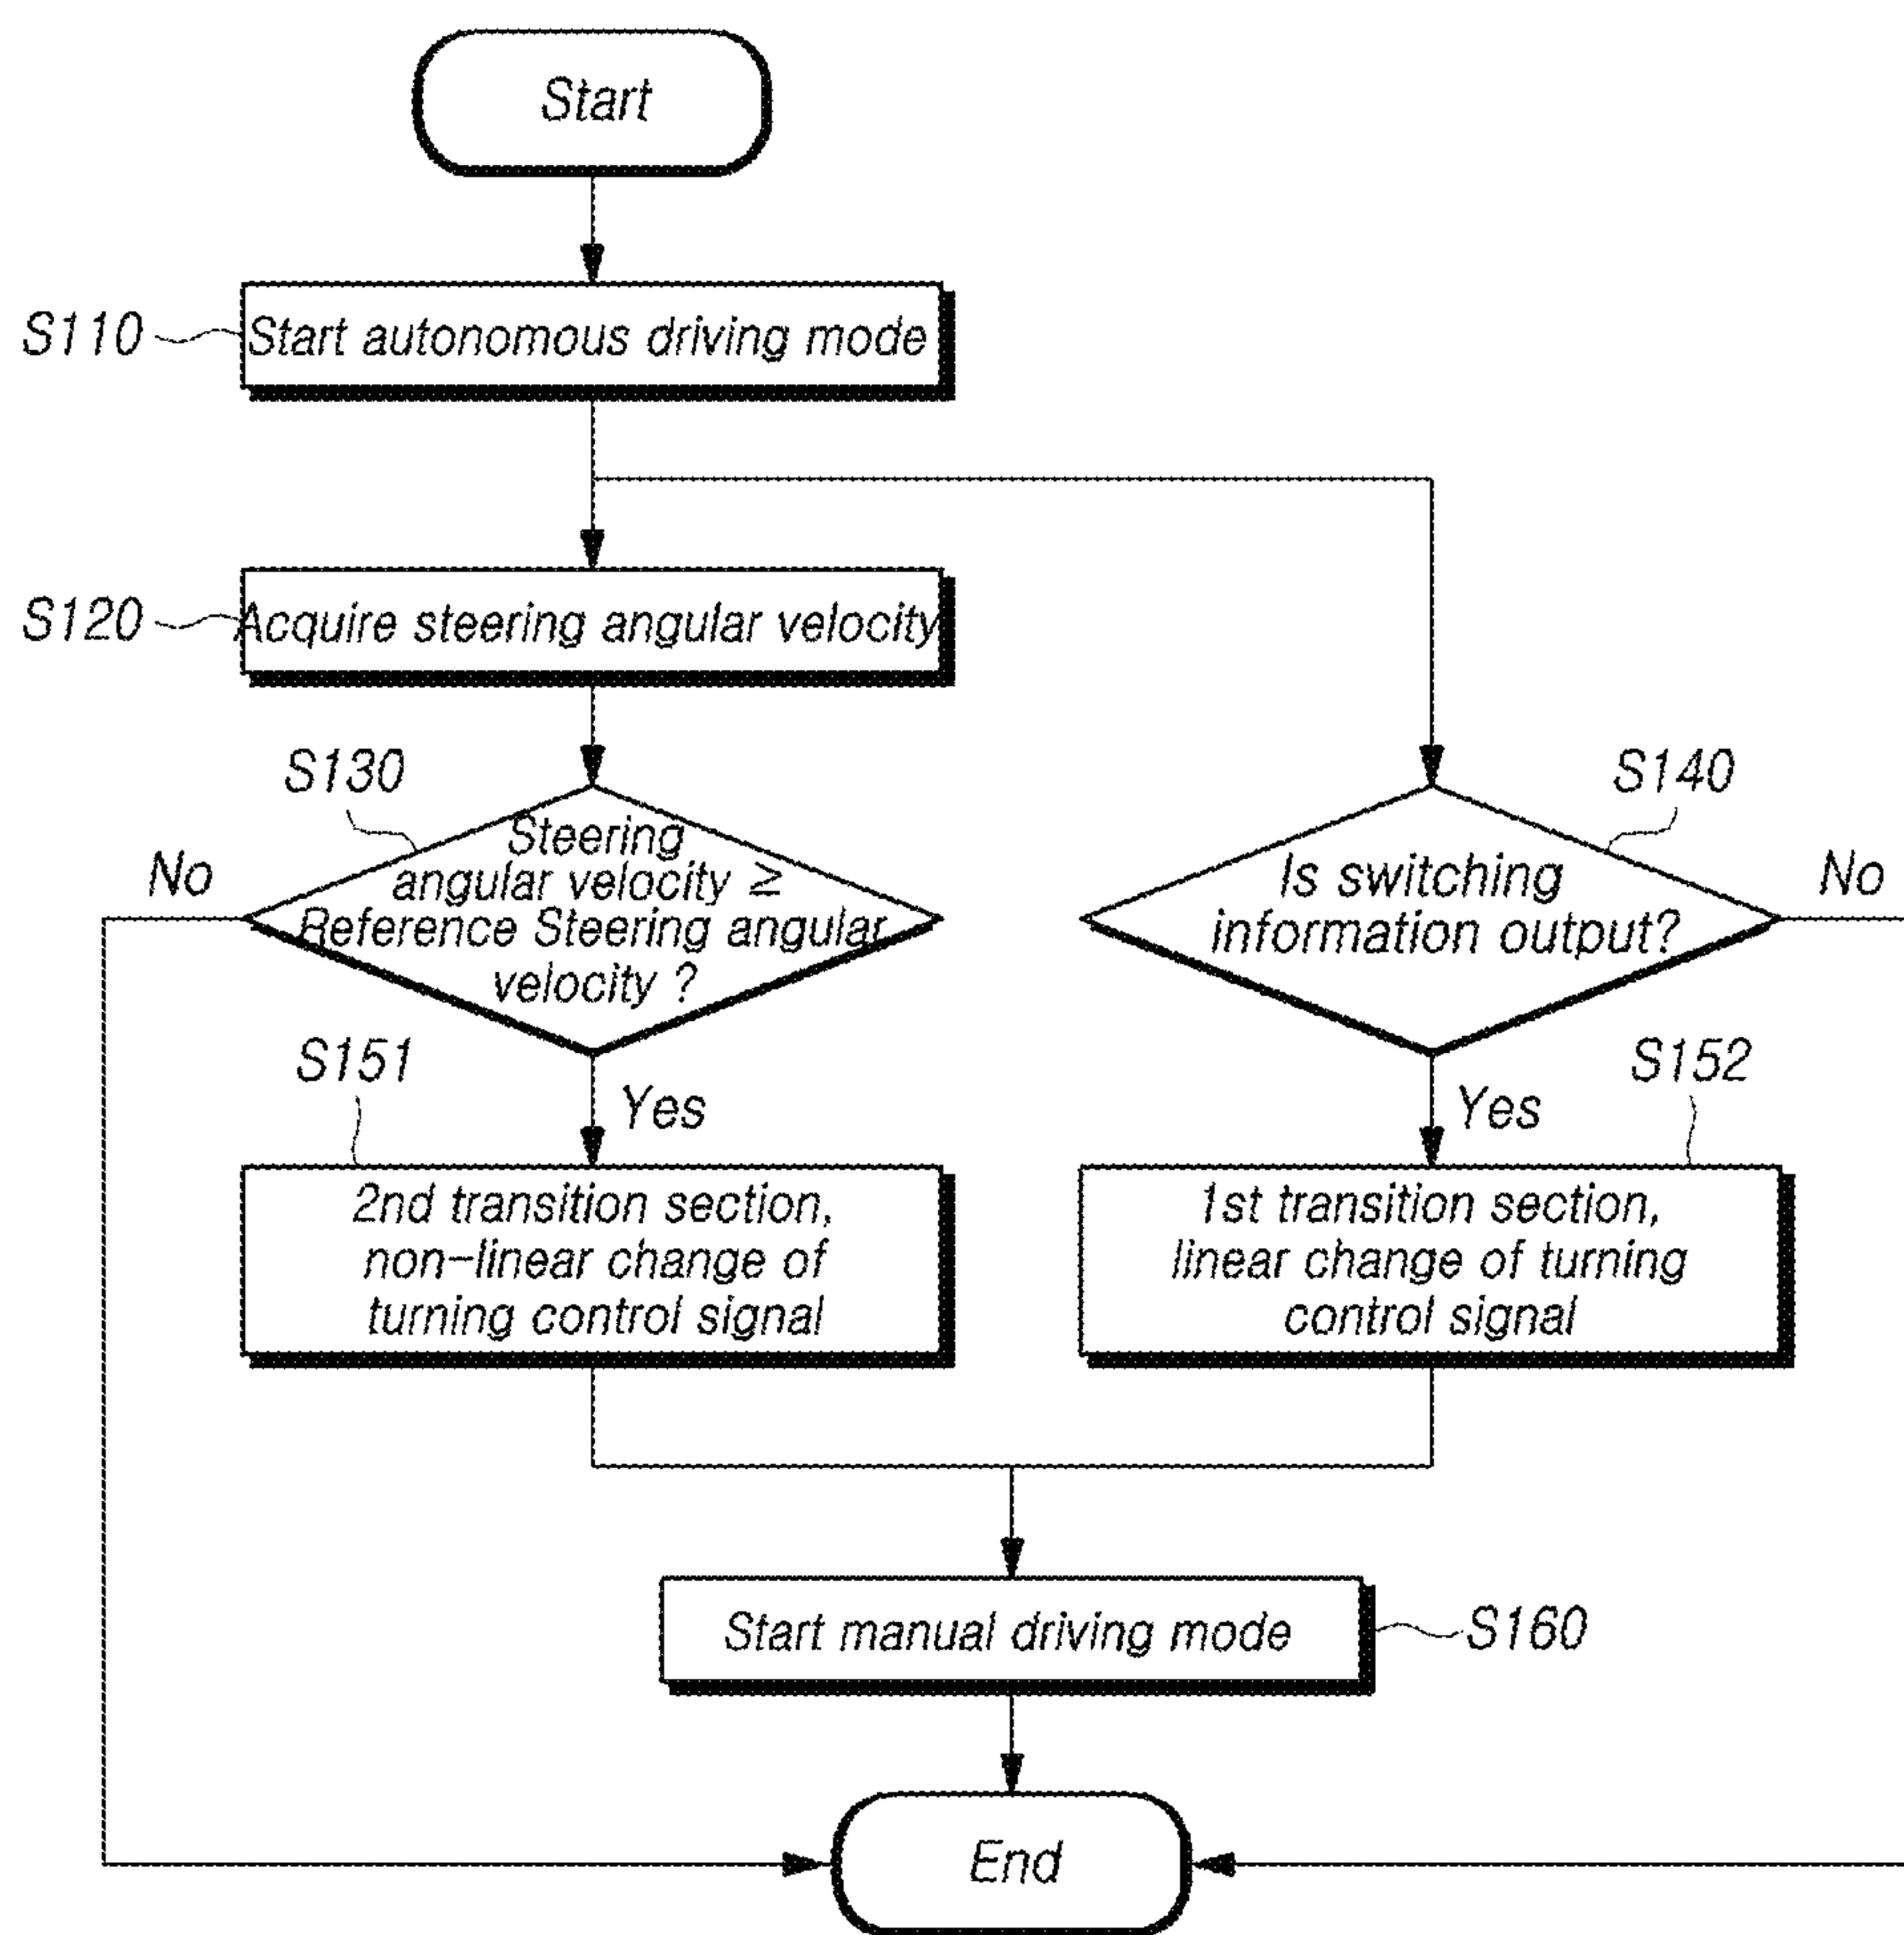 Start
S110
Start autonomous driving mode
S120
Acquire steering angular velocity
S130
No
Steering
angular velocity ≥
Reference Steering angular
velocity ?
S140
No
Is switching
information output?
S151
Yes
S152
Yes
2nd transition section,
non-linear change of
turning control signal
1st transition section,
linear change of turning
control signal
Start manual driving mode
S160
End